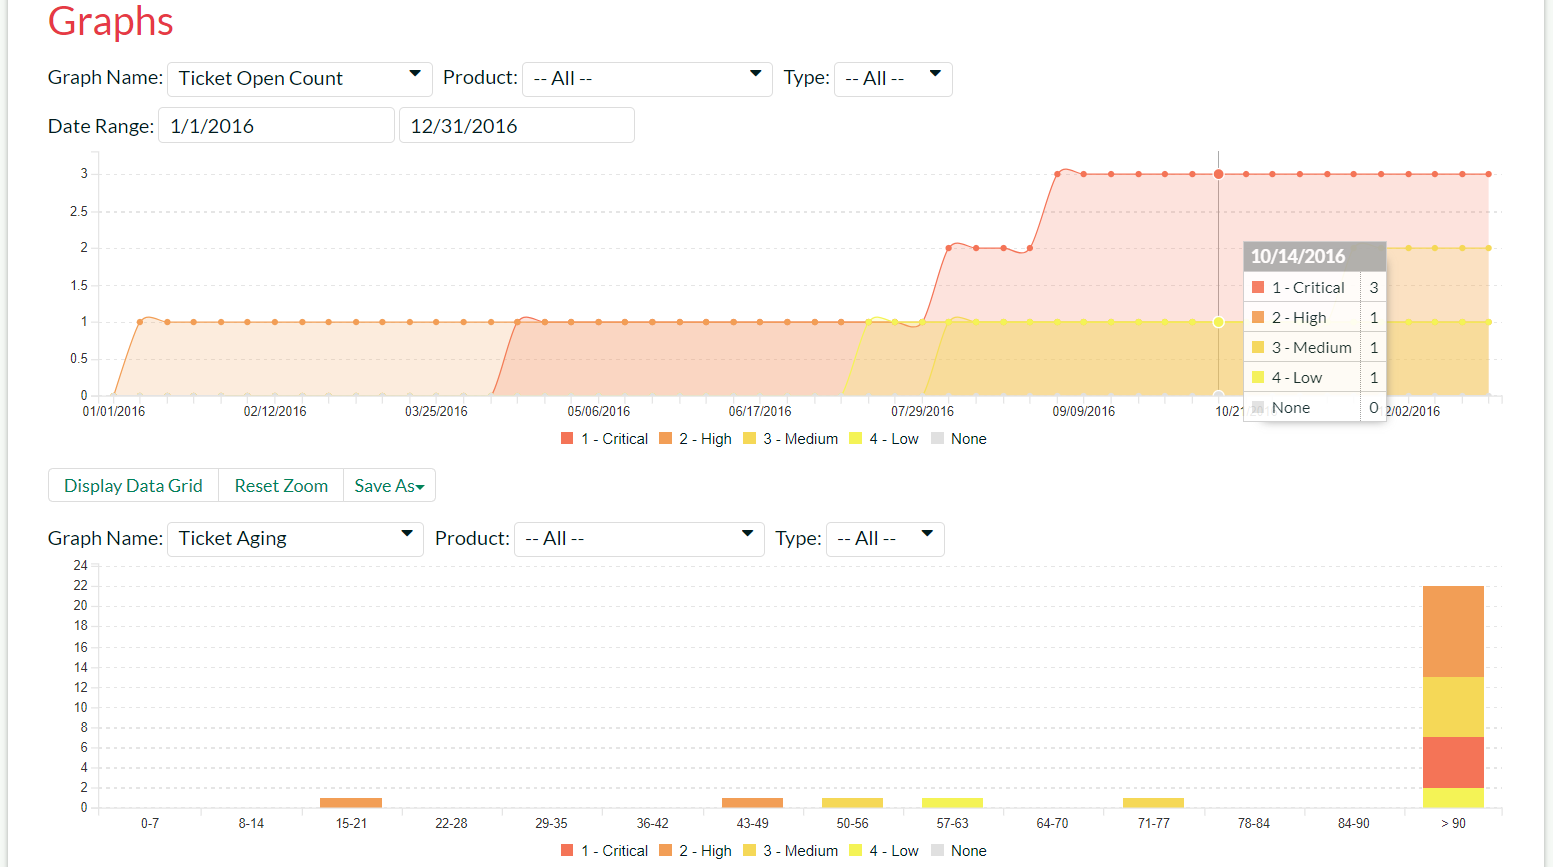 Graphs
Graph Name: Ticket Open Count Product: -- All -- Type: -- All --
Date Range: 1/1/2016 12/31/2016
3
2.5
2
1.5
1
0.5
0
01/01/2016 02/12/2016 03/25/2016 05/06/2016 06/17/2016 07/29/2016 09/09/2016 10/21 2/02/2016
10/14/2016
1 - Critical 3
2 - High 1
3 - Medium 1
4 - Low 1
None 0
1 - Critical 2 - High 3 - Medium 4 - Low None
Display Data Grid Reset Zoom Save As
Graph Name: Ticket Aging Product: -- All -- Type: -- All --
24
22
20
18
16
14
12
10
8
6
4
2
0
0-7 8-14 15-21 22-28 29-35 36-42 43-49 50-56 57-63 64-70 71-77 78-84 84-90 > 90
1 - Critical 2 - High 3 - Medium 4 - Low None